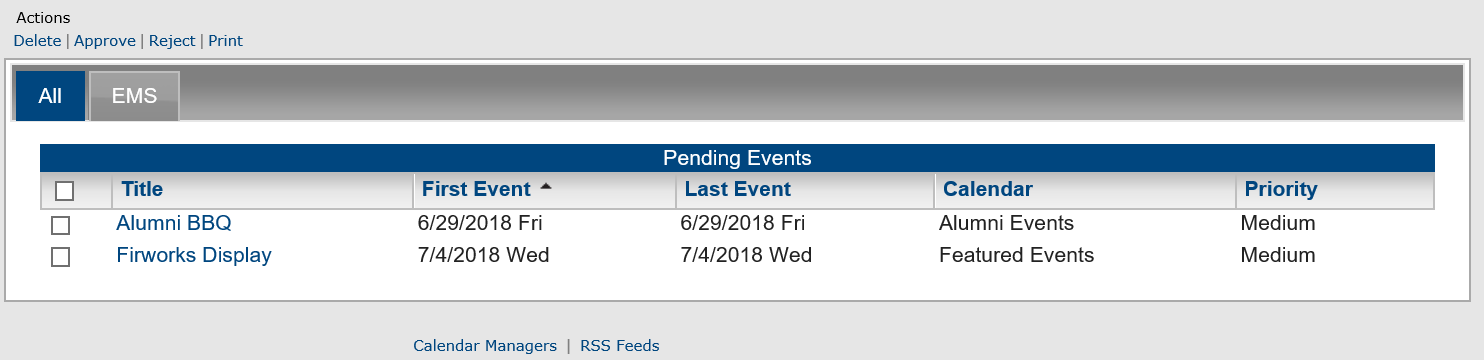 Actions
Delete | Approve | Reject | Print
All EMS
Pending Events
Title First Event Last Event Calendar Priority
Alumni BBQ 6/29/2018 Fri 6/29/2018 Fri Alumni Events Medium
Firworks Display 7/4/2018 Wed 7/4/2018 Wed Featured Events Medium
Calendar Managers | RSS Feeds